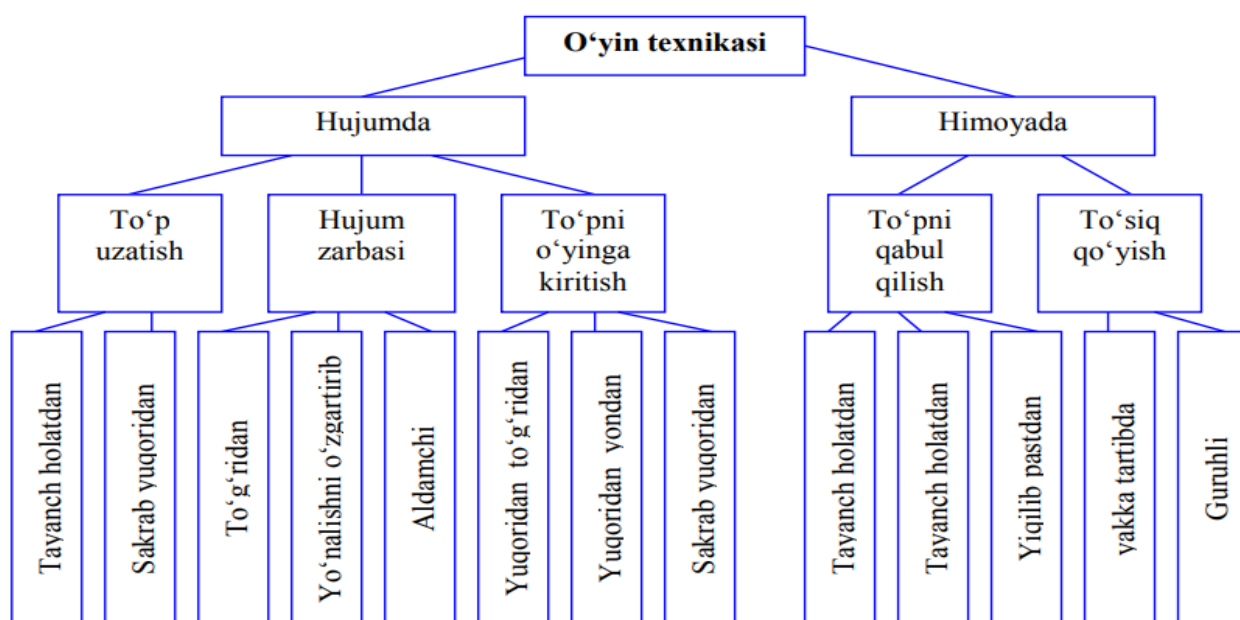 O‘yin texnikasi
Hujumda
Himoyada
To‘p
uzatish
Hujum
zarbasi
To‘pni
o‘yinga
kiritish
To‘pni
qabul
qilish
To‘siq
qo‘yish
Tayanch holatdan
Sakrab yuqoridan
To‘g‘ridan
Yo‘nalishni o‘zgartirib
Aldamchi
Yuqoridan to‘g‘ridan
Yuqoridan yondan
Sakrab yuqoridan
Tayanch holatdan
Tayanch holatdan
Yiqilib pastdan
yakka tartibda
Guruhli